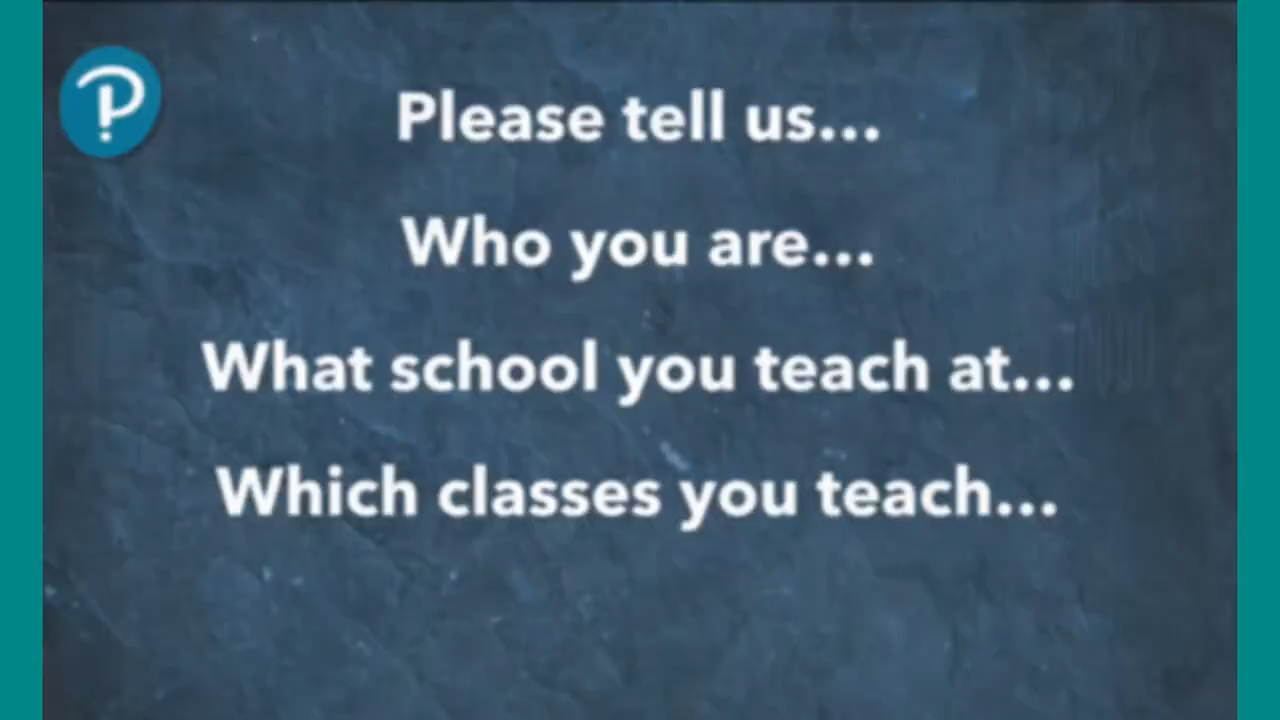 Please tell us...
Who you are...
What school you teach at...
Which classes you teach...